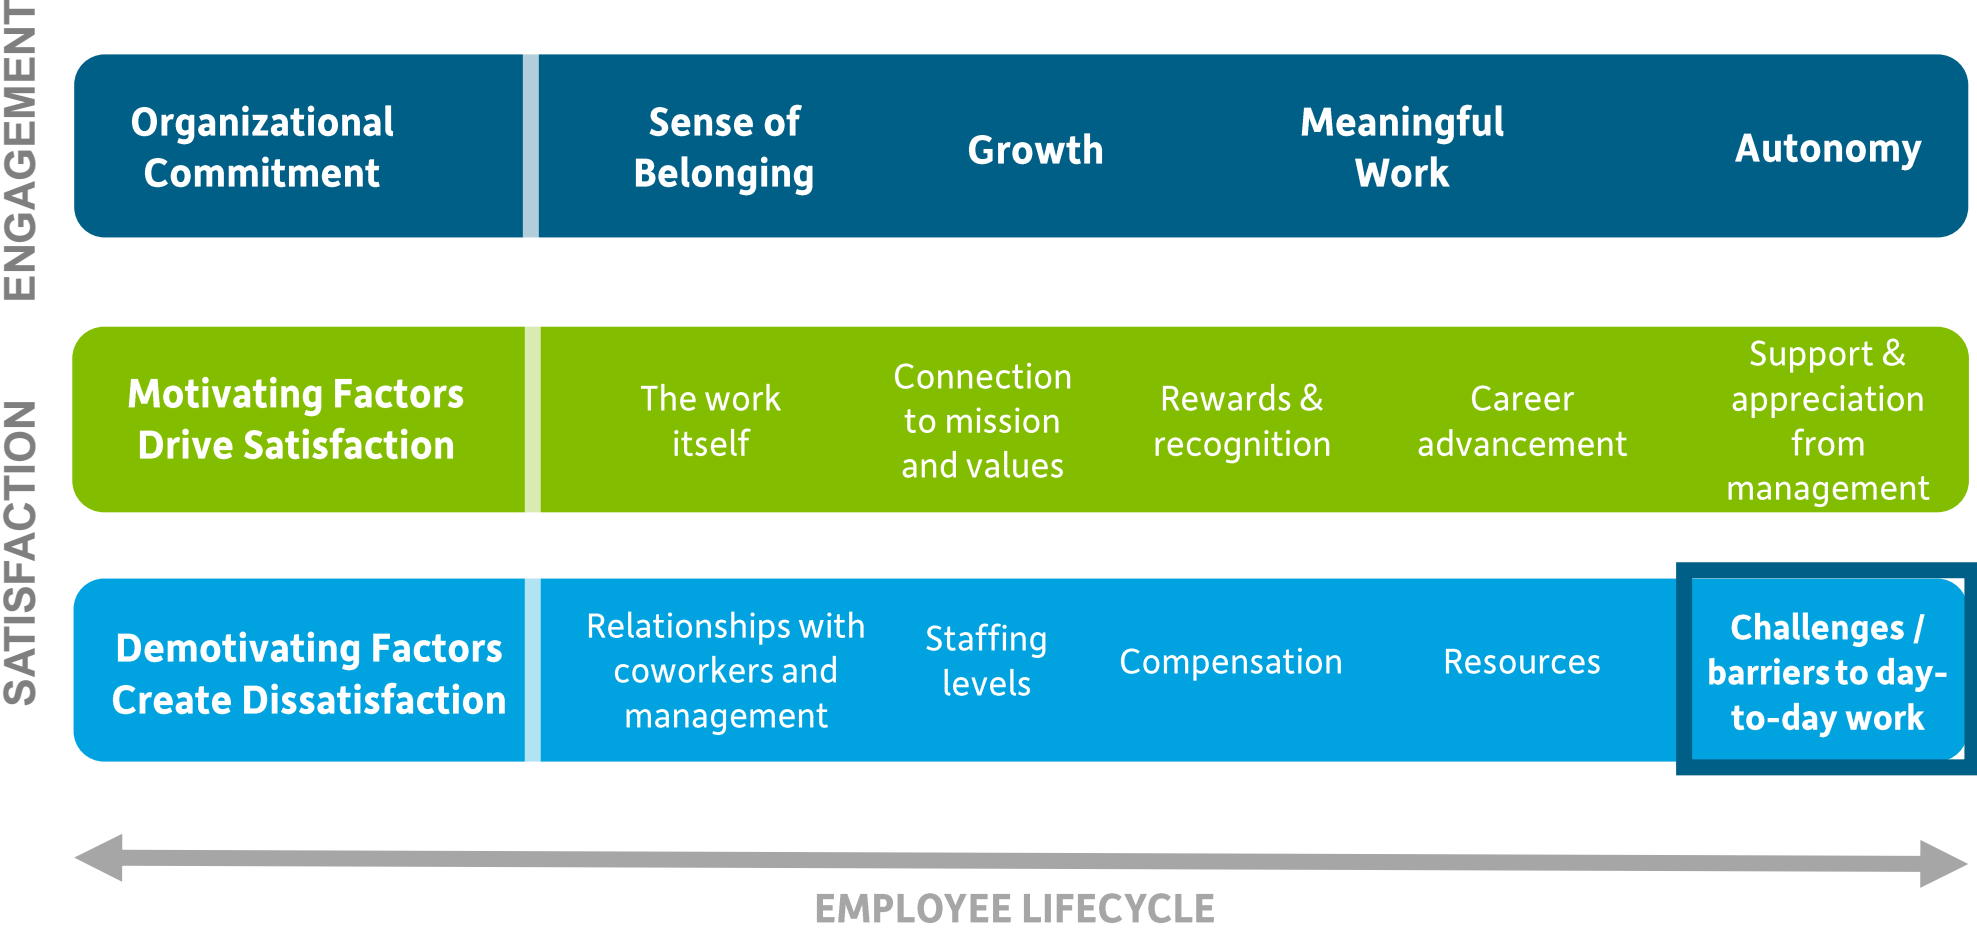 ENGAGEMENT
Organizational
Commitment
Sense of
Belonging
Growth
Meaningful
Work
Autonomy
SATISFACTION
Motivating Factors
Drive Satisfaction
The work
itself
Connection
to mission
and values
Rewards &
recognition
Career
advancement
Support &
appreciation
from
management
Demotivating Factors
Create Dissatisfaction
Relationships with
coworkers and
management
Staffing
levels
Compensation
Resources
Challenges /
barriers to day-
to-day work
EMPLOYEE LIFECYCLE